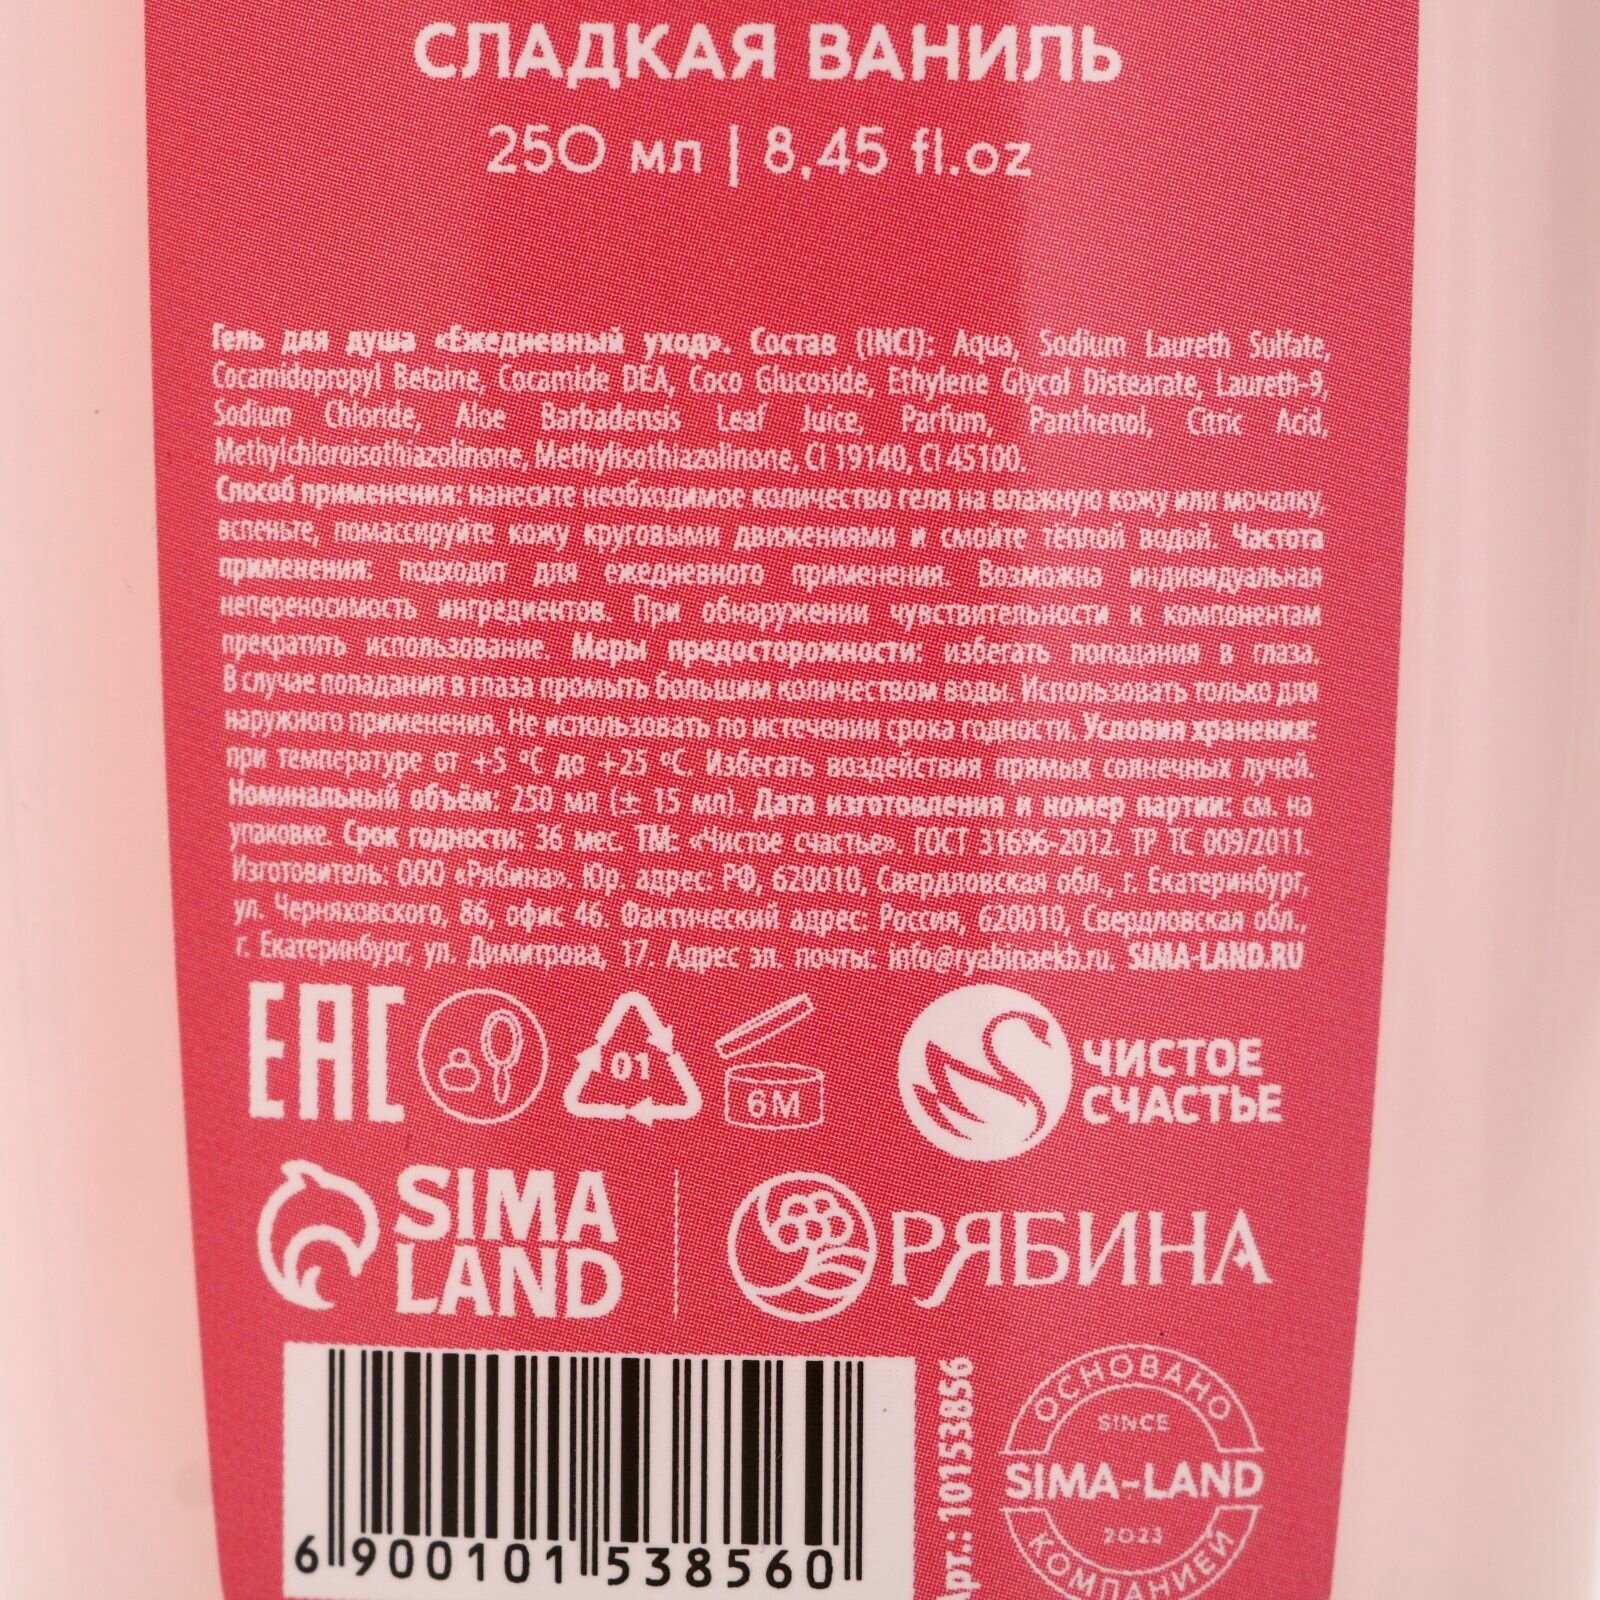 СЛАДКАЯ ВАНИЛЬ
250 мл | 8,45 fl.oz
Гель для душа «Ежедневный уход». Состав (INCI): Aqua, Sodium Laureth Sulfate,
Cocamidopropyl Betaine, Cocamide DEA, Coco Glucoside, Ethylene Glycol Distearate, Laureth-9,
Sodium Chloride, Aloe Barbadensis Leaf Juice, Parfum, Panthenol, Citric Acid,
Methylchloroisothiazolinone, Methylisothiazolinone, CI 19140, CI 45100.
Способ применения: нанесите необходимое количество геля на влажную кожу или мочалку,
вспеньте, помассируйте кожу круговыми движениями и смойте тёплой водой. Частота
применения: подходит для ежедневного применения. Возможна индивидуальная
непереносимость ингредиентов. При обнаружении чувствительности к компонентам
прекратить использование. Меры предосторожности: избегать попадания в глаза.
В случае попадания в глаза промыть большим количеством воды. Использовать только для
наружного применения. Не использовать по истечении срока годности. Условия хранения:
при температуре от +5 °C до +25 °C. Избегать воздействия прямых солнечных лучей.
Номинальный объём: 250 мл (± 15 мл). Дата изготовления и номер партии: см. на
упаковке. Срок годности: 36 мес. ТМ: «Чистое счастье». ГОСТ 31696-2012. ТР ТС 009/2011.
Изготовитель: ООО «Рябина». Юр. адрес: РФ, 620010, Свердловская обл., г. Екатеринбург,
ул. Черняховского, 86, офис 46. Фактический адрес: Россия, 620010, Свердловская обл.,
г. Екатеринбург, ул. Димитрова, 17. Адрес эл. почты: info@ryabinaekb.ru. SIMA-LAND.RU
EAC
01
6M
ЧИСТОЕ
СЧАСТЬЕ
SIMA
LAND
РЯБИНА
6 900101 538560
Арт.: 10153856
ОСНОВАНО
SINCE
SIMA-LAND
2023
КОМПАНИЕЙ